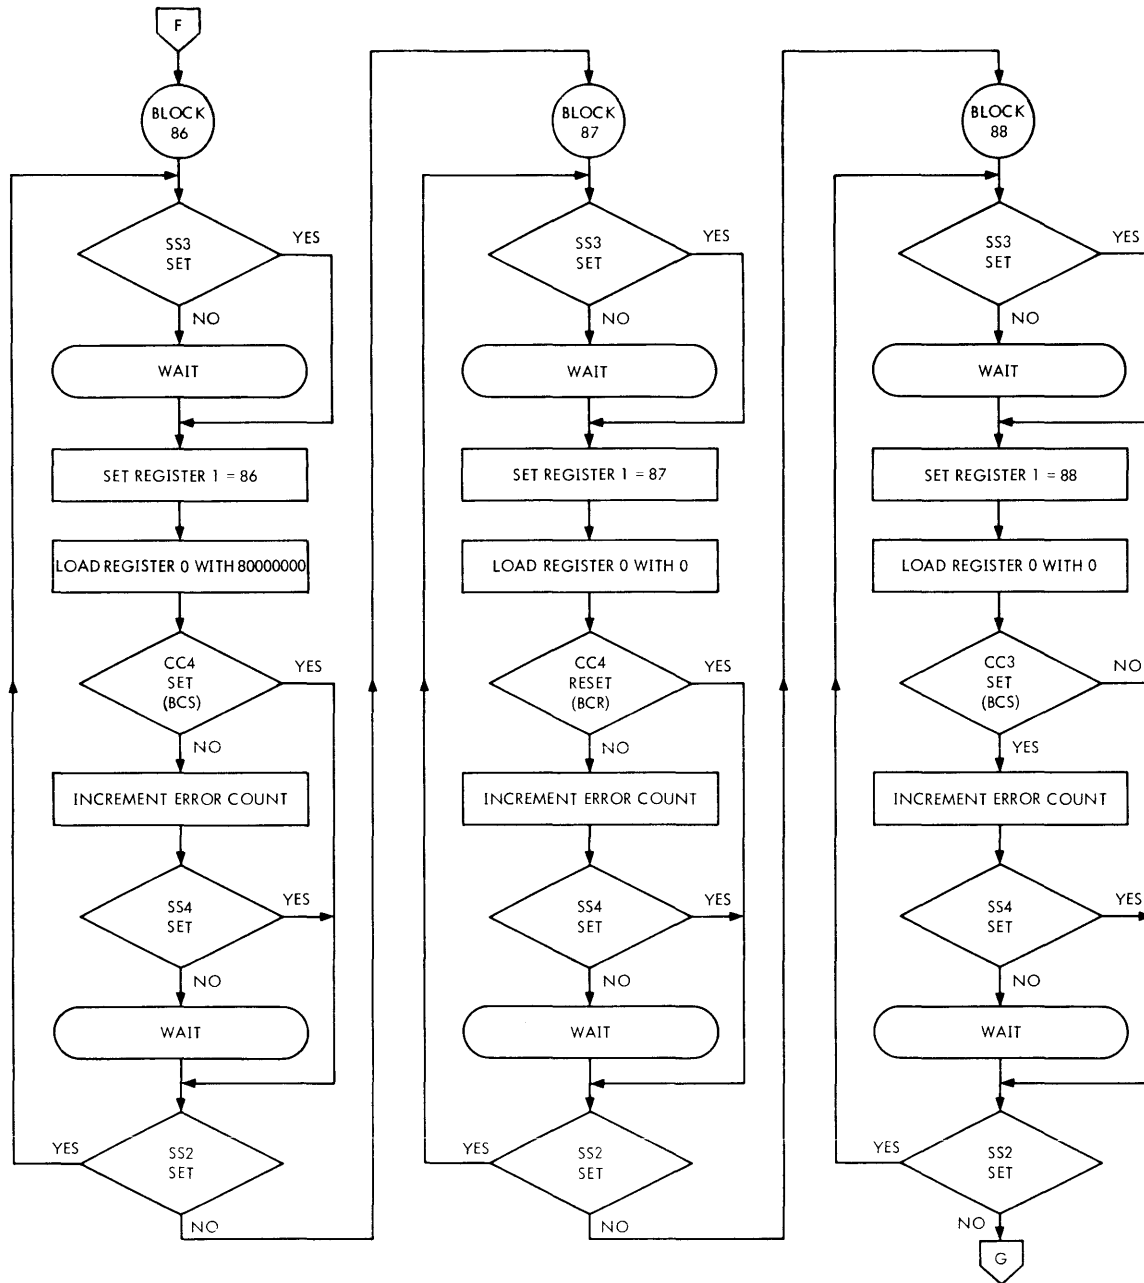 F
BLOCK
86
SS3
SET
YES
NO
WAIT
SET REGISTER 1 = 86
LOAD REGISTER 0 WITH 80000000
CC4
SET
(BCS)
YES
NO
INCREMENT ERROR COUNT
SS4
SET
YES
NO
WAIT
SS2
SET
YES
NO
BLOCK
87
SS3
SET
YES
NO
WAIT
SET REGISTER 1 = 87
LOAD REGISTER 0 WITH 0
CC4
RESET
(BCR)
YES
NO
INCREMENT ERROR COUNT
SS4
SET
YES
NO
WAIT
SS2
SET
YES
NO
BLOCK
88
SS3
SET
YES
NO
WAIT
SET REGISTER 1 = 88
LOAD REGISTER 0 WITH 0
CC3
SET
(BCS)
NO
YES
INCREMENT ERROR COUNT
SS4
SET
YES
NO
WAIT
SS2
SET
YES
NO
G